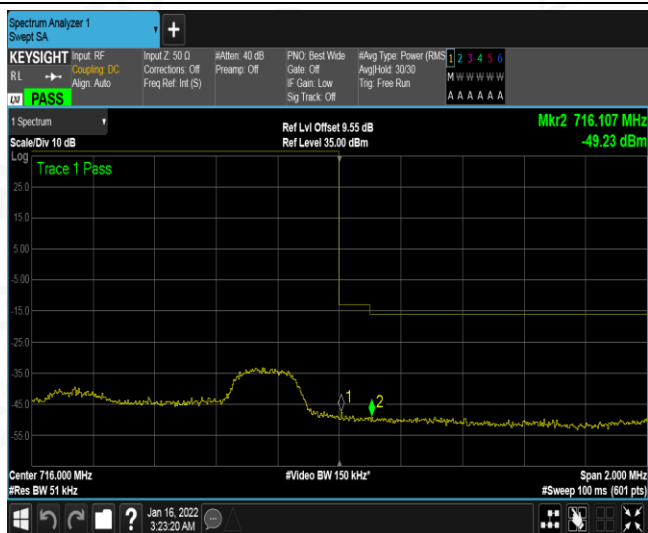 Spectrum Analyzer 1
Swept SA
+
KEYSIGHT
RL
LXI PASS
Input: RF
Coupling: DC
Align: Auto
Input Z: 50 Ω
Corrections: Off
Freq Ref: Int (S)
#Atten: 40 dB
Preamp: Off
PNO: Best Wide
Gate: Off
IF Gain: Low
Sig Track: Off
#Avg Type: Power (RMS
Avg|Hold: 30/30
Trig: Free Run
1 2 3 4 5 6
M W W W W W
A A A A A A
1 Spectrum
Scale/Div 10 dB
Ref Lvl Offset 9.55 dB
Ref Level 35.00 dBm
Mkr2 716.107 MHz
-49.23 dBm
Log
Trace 1 Pass
25.0
15.0
5.00
-5.00
-15.0
-25.0
-35.0
-45.0
-55.0
1
2
Center 716.000 MHz
#Video BW 150 kHz*
Span 2.000 MHz
#Res BW 51 kHz
#Sweep 100 ms (601 pts)
?
Jan 16, 2022
3:23:20 AM